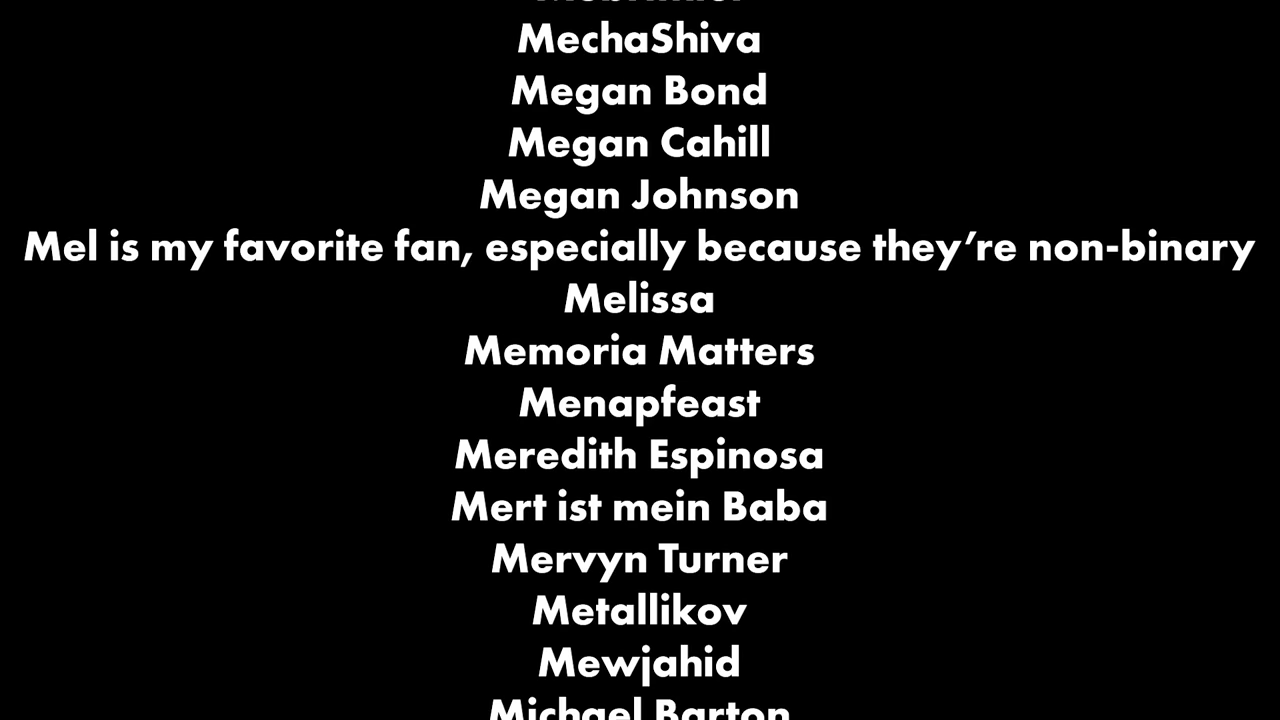 MechaShiva
Megan Bond
Megan Cahill
Megan Johnson
Mel is my favorite fan, especially because they’re non-binary
Melissa
Memoria Matters
Menapfeast
Meredith Espinosa
Mert ist mein Baba
Mervyn Turner
Metallikov
Mewjahid
Michael Barton